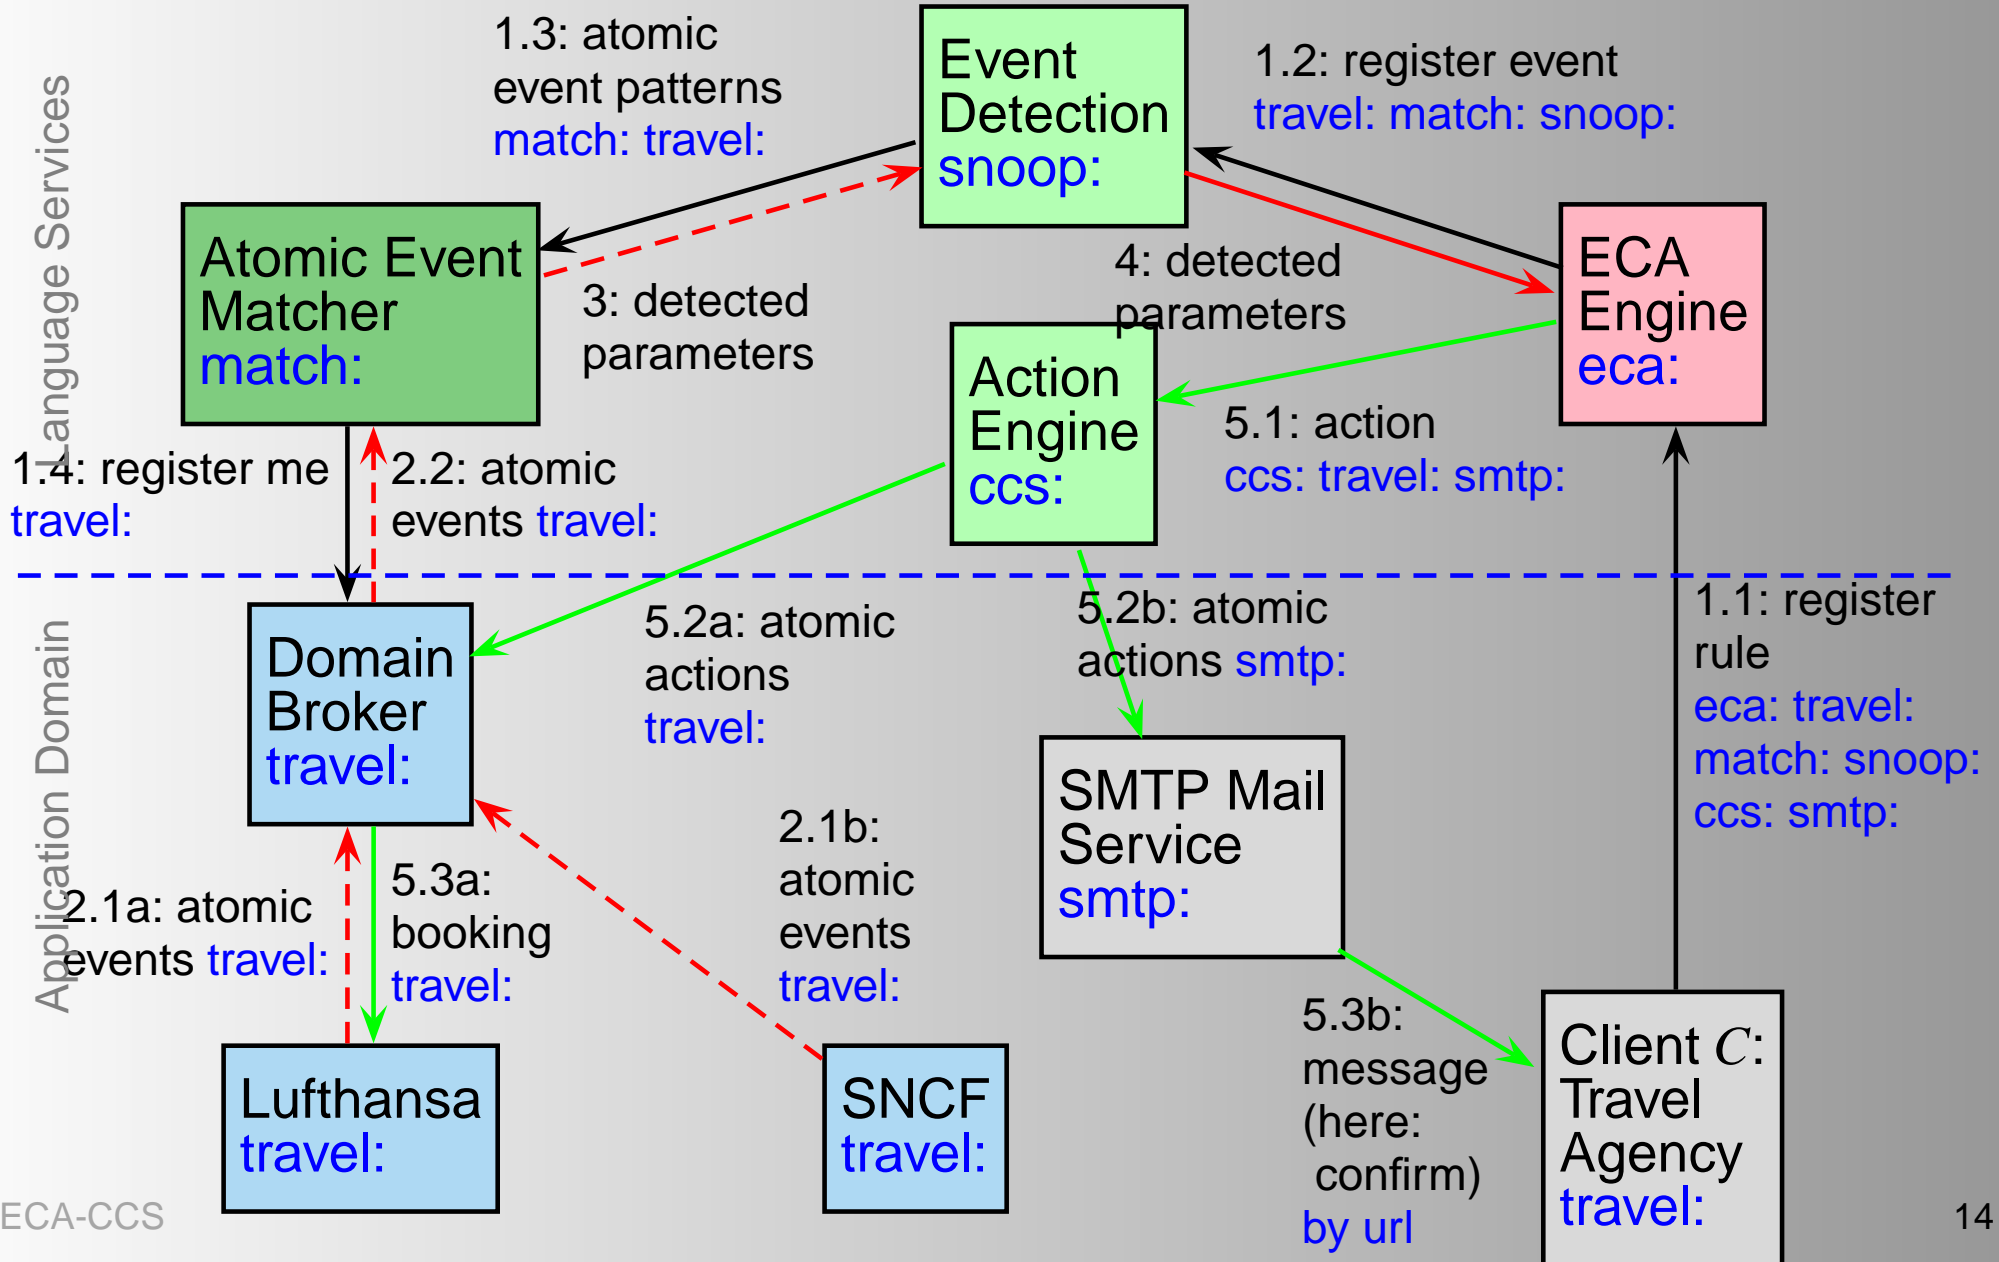 1.3: atomic
event patterns
match: travel:
Event
Detection
snoop:
1.2: register event
travel: match: snoop:
Language Services
Atomic Event
Matcher
match:
3: detected
parameters
4: detected
parameters
ECA
Engine
eca:
Action
Engine
ccs:
5.1: action
ccs: travel: smtp:
1.4: register me
travel:
2.2: atomic
events travel:
Application Domain
Domain
Broker
travel:
5.2a: atomic
actions
travel:
5.2b: atomic
actions smtp:
1.1: register
rule
eca: travel:
match: snoop:
ccs: smtp:
SMTP Mail
Service
smtp:
2.1a: atomic
events travel:
5.3a:
booking
travel:
2.1b:
atomic
events
travel:
Lufthansa
travel:
SNCF
travel:
5.3b:
message
(here:
confirm)
by url
Client C:
Travel
Agency
travel:
ECA-CCS
14